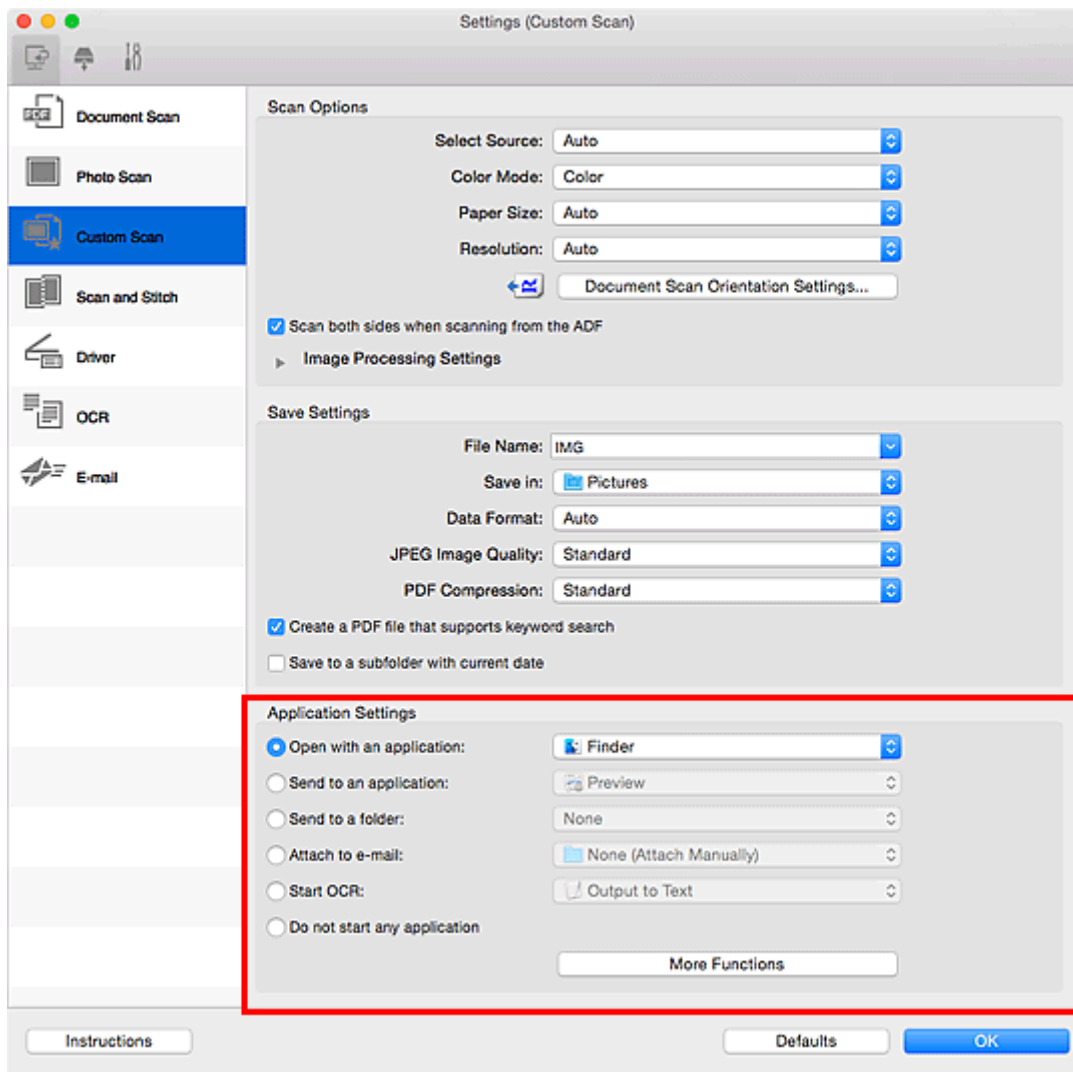 Settings (Custom Scan)
Document Scan
Photo Scan
Custom Scan
Scan and Stitch
Driver
OCR
E-mail
Scan Options
Select Source: Auto
Color Mode: Color
Paper Size: Auto
Resolution: Auto
Document Scan Orientation Settings...
Scan both sides when scanning from the ADF
Image Processing Settings
Save Settings
File Name: IMG
Save in: Pictures
Data Format: Auto
JPEG Image Quality: Standard
PDF Compression: Standard
Create a PDF file that supports keyword search
Save to a subfolder with current date
Application Settings
Open with an application: Finder
Send to an application: Preview
Send to a folder: None
Attach to e-mail: None (Attach Manually)
Start OCR: Output to Text
Do not start any application
More Functions
Instructions
Defaults
OK